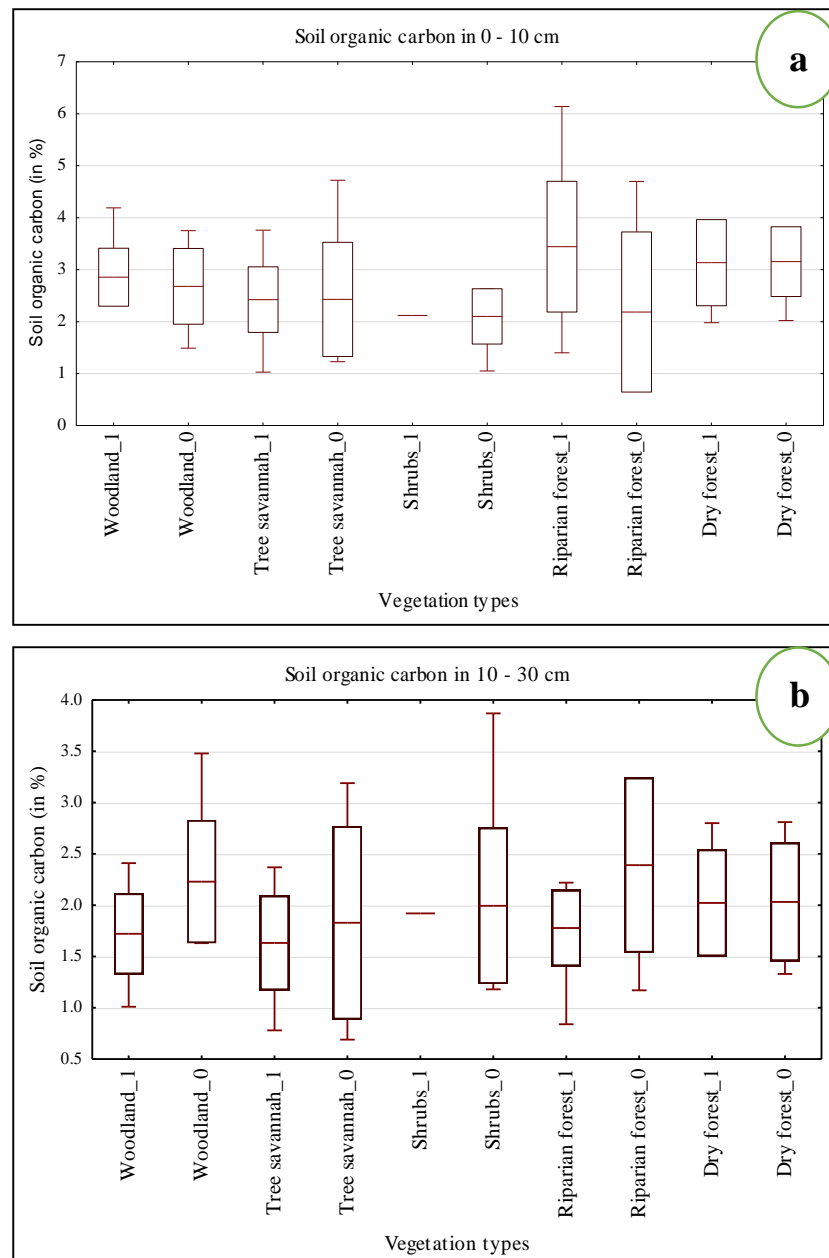 Soil organic carbon in 0 - 10 cm
a
7
6
5
4
3
2
1
0
Soil organic carbon (in %)
Woodland_1
Woodland_0
Tree savannah_1
Tree savannah_0
Shrubs_1
Shrubs_0
Riparian forest_1
Riparian forest_0
Dry forest_1
Dry forest_0
Vegetation types
Soil organic carbon in 10 - 30 cm
b
4.0
3.5
3.0
2.5
2.0
1.5
1.0
0.5
Soil organic carbon (in %)
Woodland_1
Woodland_0
Tree savannah_1
Tree savannah_0
Shrubs_1
Shrubs_0
Riparian forest_1
Riparian forest_0
Dry forest_1
Dry forest_0
Vegetation types